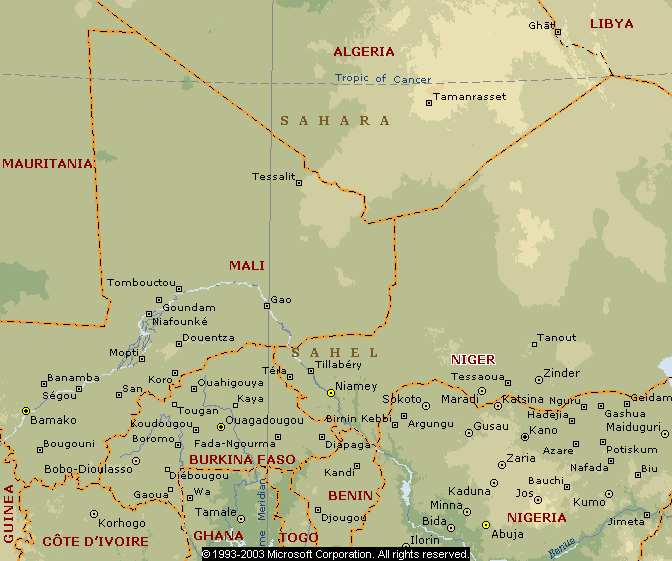 LIBYA
Ghāt
ALGERIA
Tropic of Cancer
Tamanrasset
SAHARA
MAURITANIA
Tessalit
MALI
Tombouctou
Goundam
Gao
Niafounké
Douentza
Tanout
Mopti
SAHEL
NIGER
Tillabéry
Koro
Téra
Tessaoua
Zinder
Banamba
Ouahigouya
Niamey
Ségou
San
Kaya
Sokoto
Maradi
Katsina
Nguru
Geidam
Bamako
Tougan
Birnin Kebbi
Hadejia
Gashua
Koudougou
Ouagadougou
Argungu
Gusau
Kano
Maiduguri
Boromo
Fada-Ngourma
Diapaga
Azare
Potiskum
Bougouni
BURKINA FASO
Zaria
Nafada
Bobo-Dioulasso
Diébougou
Kandi
Bauchi
Biu
GUINEA
Gaoua
Wa
Prime Meridian
BENIN
Kaduna
Jos
Kumo
Minna
Korhogo
Tamale
Djougou
NIGERIA
Jimeta
Bida
Abuja
CÔTE D'IVOIRE
GHANA
TOGO
Ilorin
Benue
© 1993-2003 Microsoft Corporation. All rights reserved.